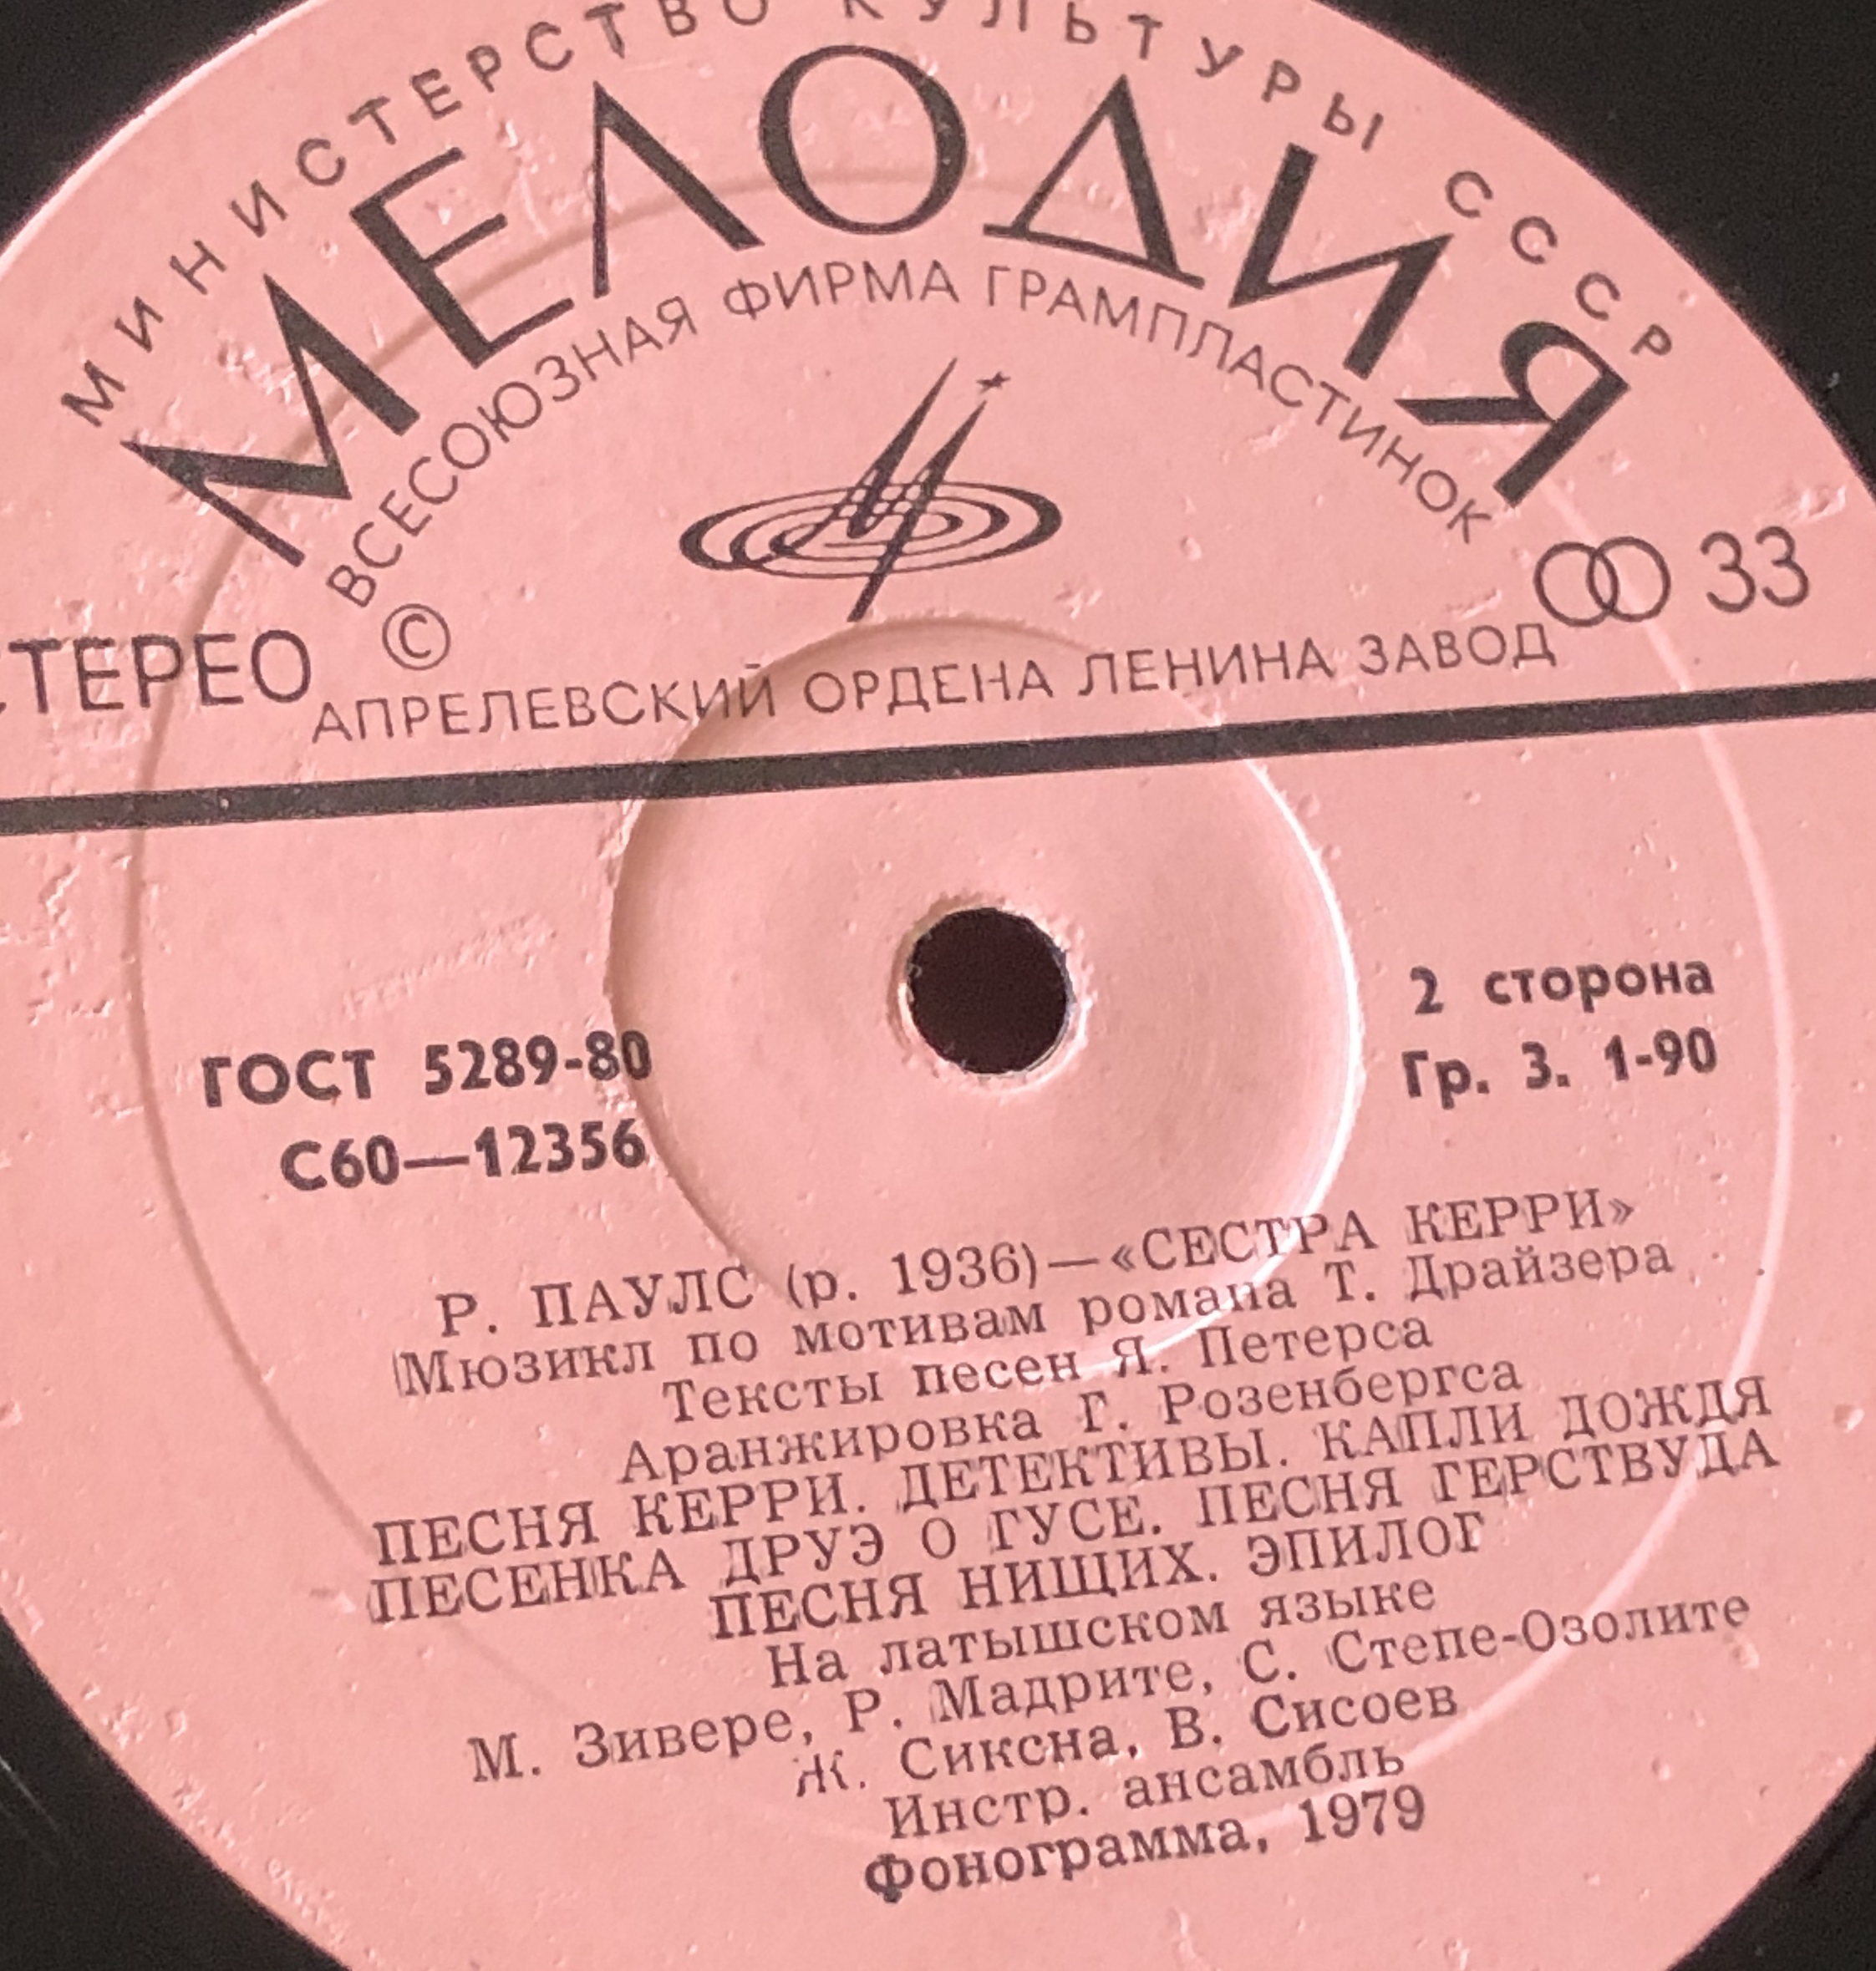 МИНИСТЕРСТВО КУЛЬТУРЫ СССР
МЕЛОДИЯ
ВСЕСОЮЗНАЯ ФИРМА ГРАМПЛАСТИНОК
СТЕРЕО
©
33
АПРЕЛЕВСКИЙ ОРДЕНА ЛЕНИНА ЗАВОД
2 сторона
ГОСТ 5289-80
Гр. 3. 1-90
С60—12356
Р. ПАУЛС (р. 1936)—«СЕСТРА КЕРРИ»
Мюзикл по мотивам романа Т. Драйзера
Тексты песен Я. Петерса
Аранжировка Г. Розенбергса
ПЕСНЯ КЕРРИ. ДЕТЕКТИВЫ. КАПЛИ ДОЖДЯ
ПЕСЕНКА ДРУЭ О ГУСЕ. ПЕСНЯ ГЕРСТВУДА
ПЕСНЯ НИЩИХ. ЭПИЛОГ
На латышском языке
М. Зивере, Р. Мадрите, С. Степе-Озолите
Ж. Сиксна, В. Сисоев
Инстр. ансамбль
Фонограмма, 1979